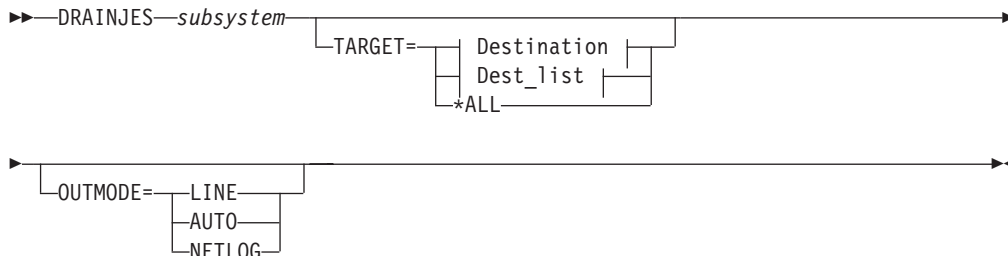 DRAINJES subsystem
TARGET= Destination
Dest_list
*ALL
OUTMODE= LINE
AUTO
NETLOG